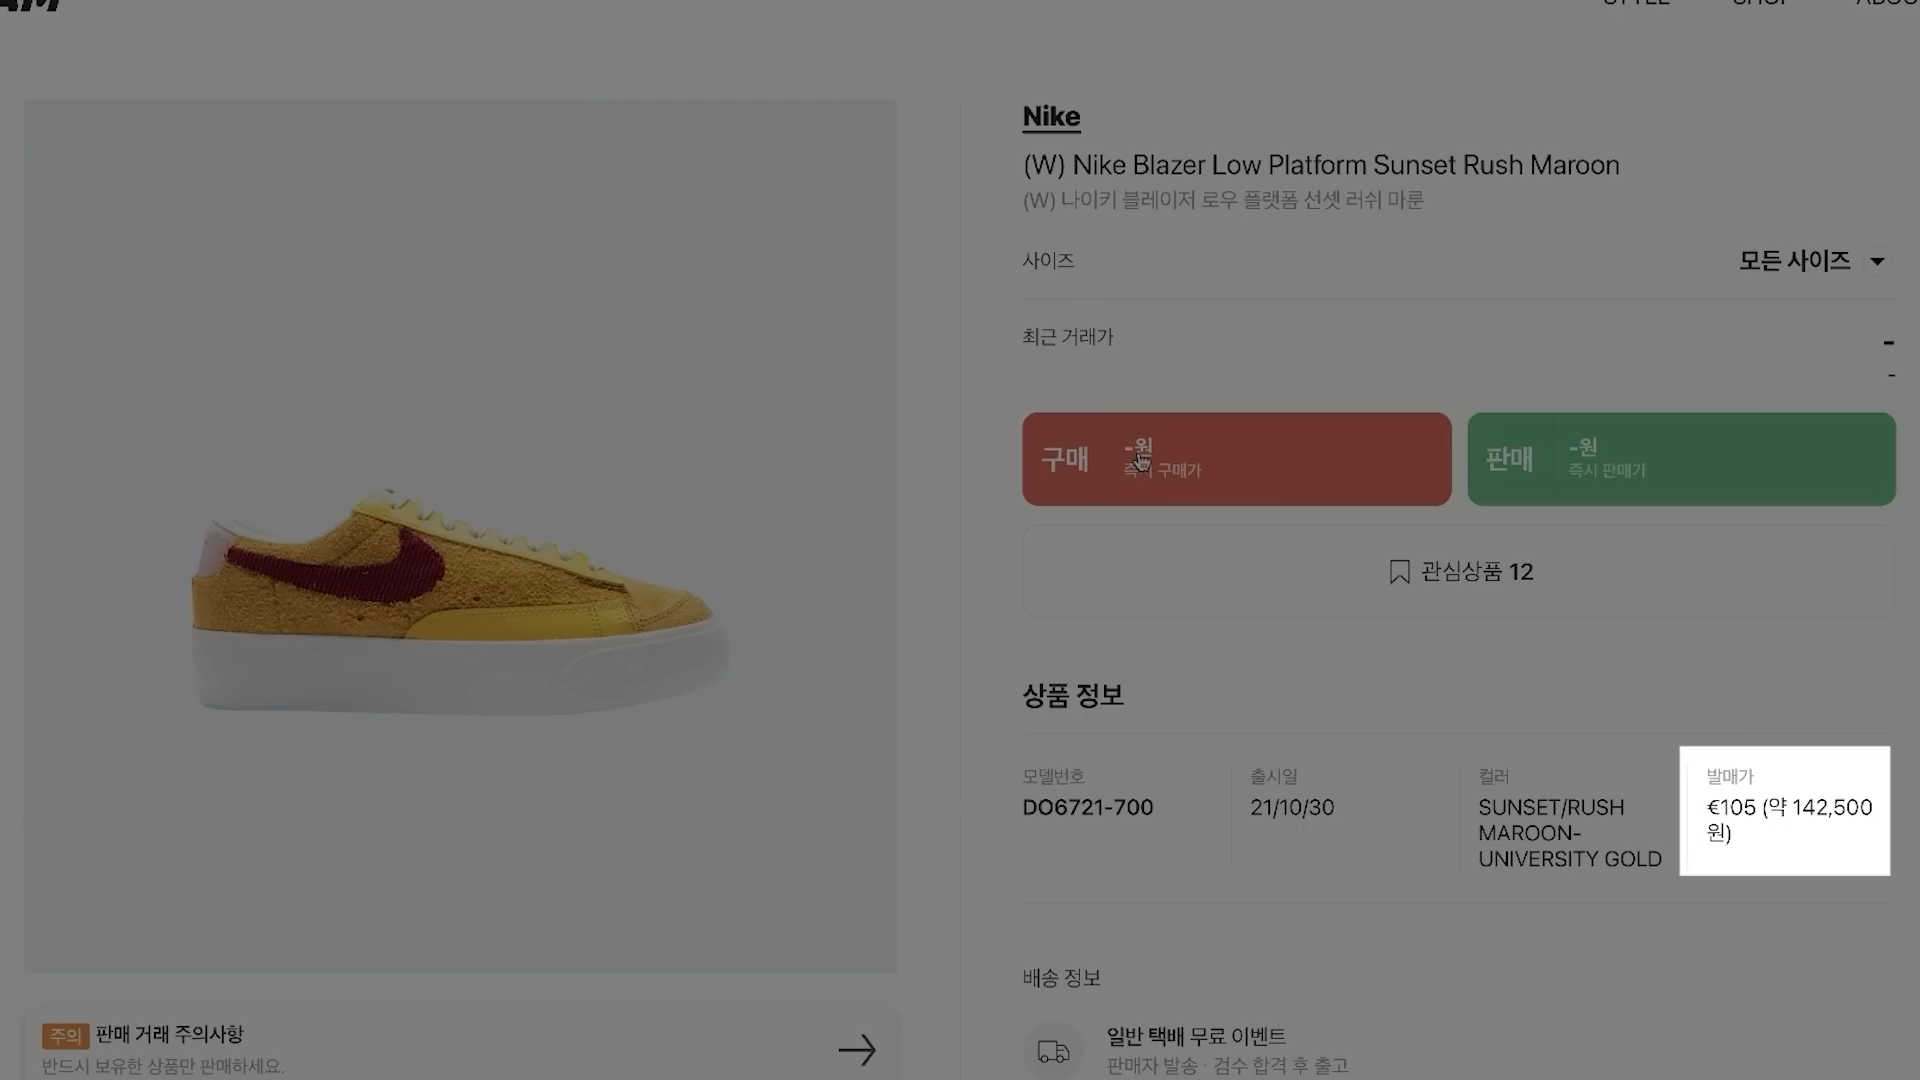 Nike
(W) Nike Blazer Low Platform Sunset Rush Maroon
(W) 나이키 블레이저 로우 플랫폼 선셋 러쉬 마룬
사이즈
모든 사이즈
최근 거래가
-
-
구매
-원
즉시 구매가
판매
-원
즉시 판매가
관심상품 12
상품 정보
모델번호
DO6721-700
출시일
21/10/30
컬러
SUNSET/RUSH
MAROON-
UNIVERSITY GOLD
발매가
€105 (약 142,500
원)
배송 정보
일반 택배 무료 이벤트
판매자 발송 · 검수 합격 후 출고
주의 판매 거래 주의사항
반드시 보유한 상품만 판매하세요.